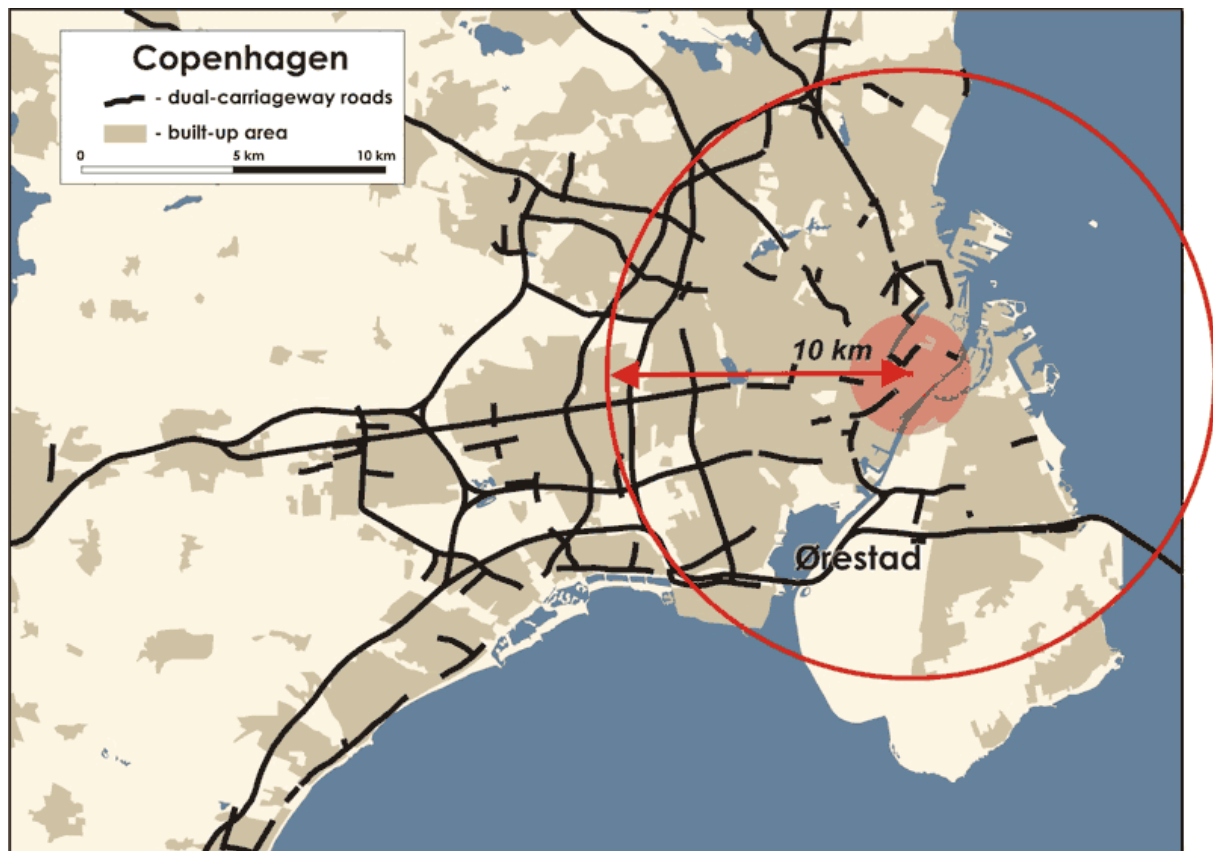 Copenhagen
- dual-carriageway roads
- built-up area
0 5 km 10 km
10 km
Ørestad